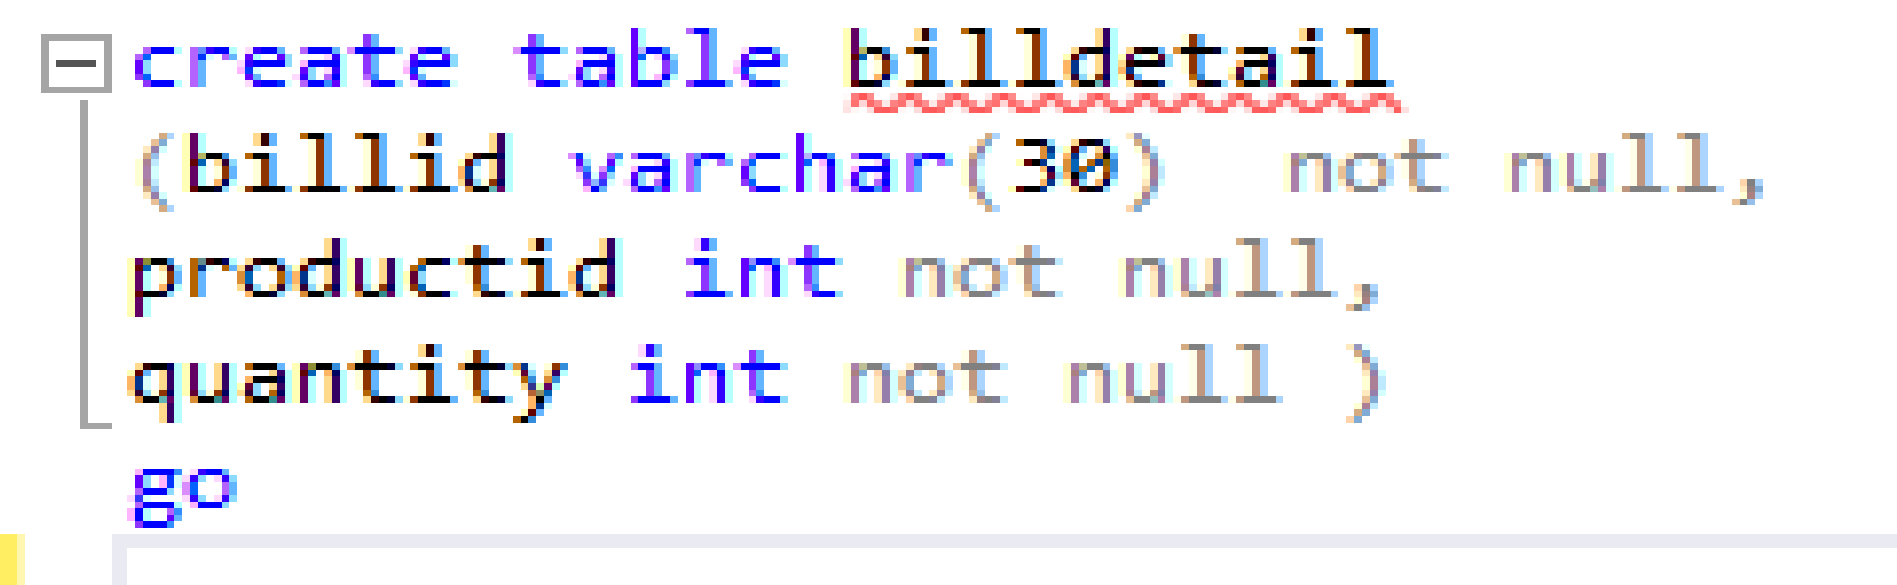 create table billdetail
(billid varchar(30)  not null,
productid int not null,
quantity int not null )
go